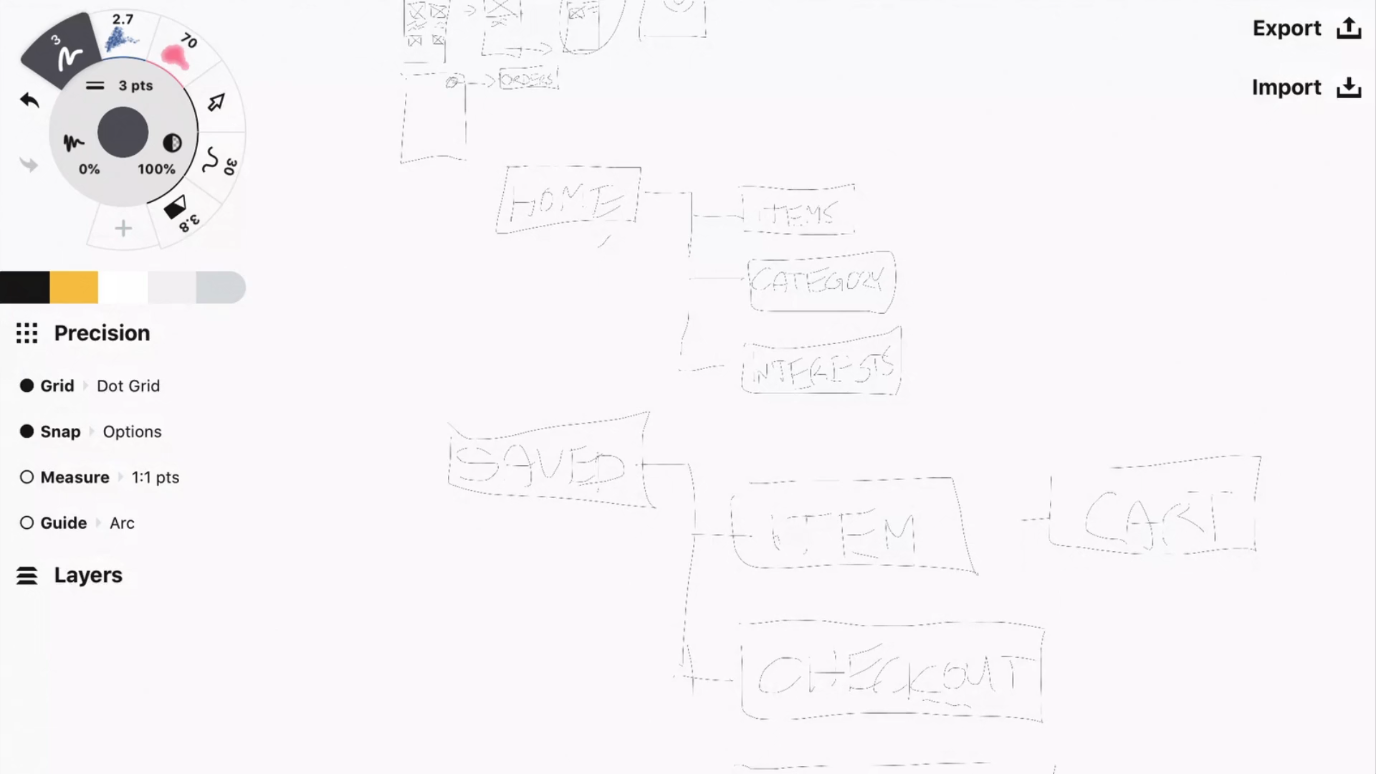 2.7
3
70
Export
3 pts
Import
ORDERS
0%
100%
30
3.8
+
HOME
ITEMS
CATEGORY
INTERESTS
Precision
Grid Dot Grid
Snap Options
Measure 1:1 pts
Guide Arc
Layers
SAVED
ITEM
CART
CHECKOUT